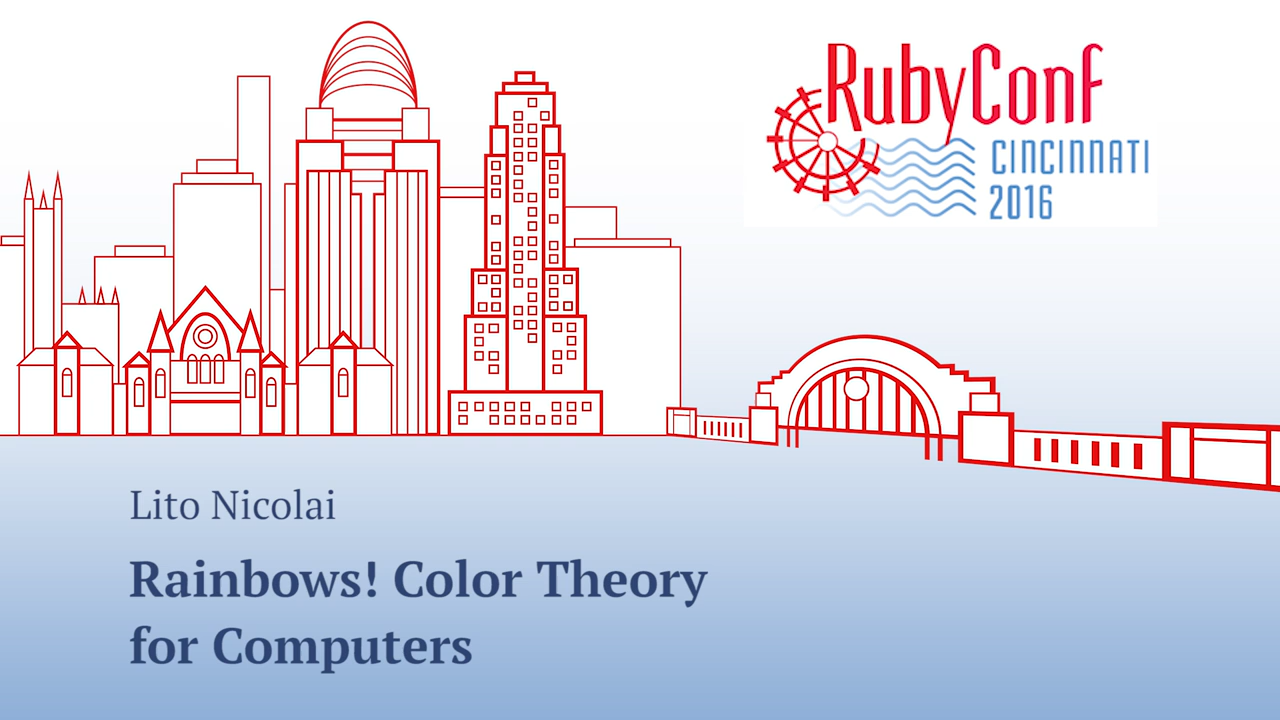 RubyConf
CINCINNATI
2016
Lito Nicolai
Rainbows! Color Theory
for Computers